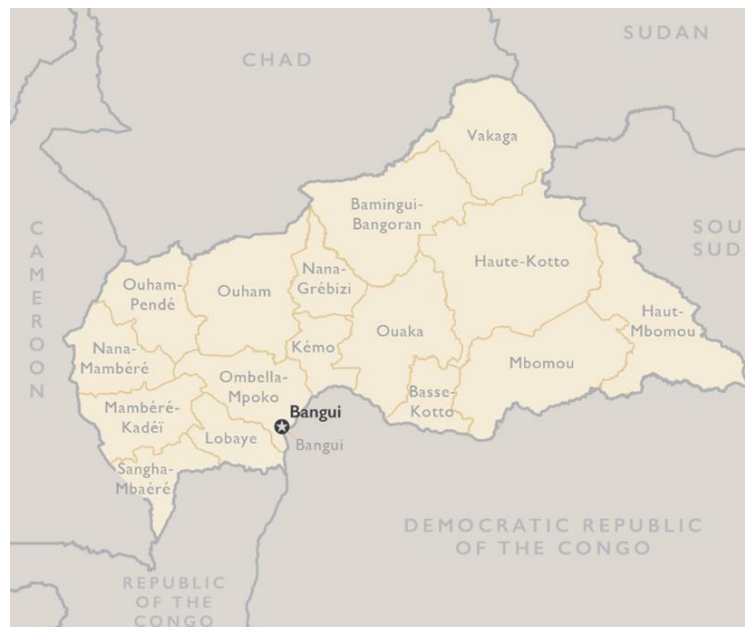 SUDAN
CHAD
Vakaga
Bamingui-
Bangoran
CAMEROON
SOU
SUD
Haute-Kotto
Nana-
Grébizi
Ouham-
Pendé
Ouham
Haut-
Mbomou
Ouaka
Kémo
Nana-
Mambéré
Mbomou
Ombella-
Mpoko
Basse-
Kotto
Mambéré-
Kadéï
Bangui
Lobaye
Bangui
Sangha-
Mbaéré
DEMOCRATIC REPUBLIC
OF THE CONGO
REPUBLIC
OF THE
CONGO